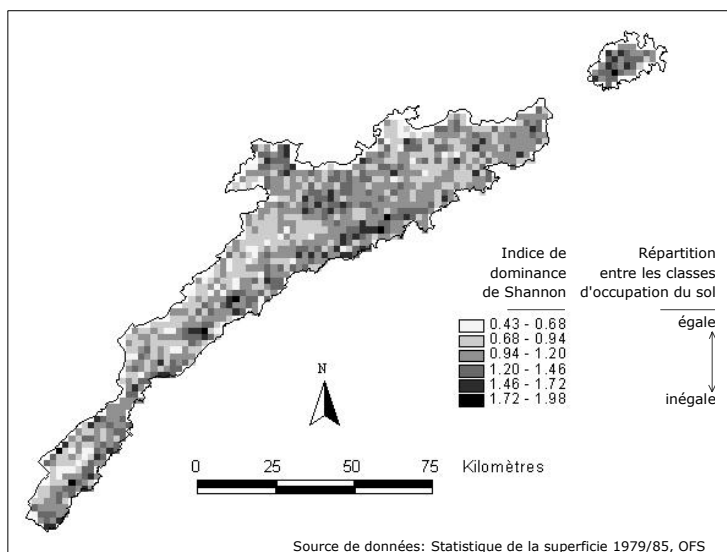 Indice de
dominance
de Shannon
Répartition
entre les classes
d'occupation du sol
0.43 - 0.68
0.68 - 0.94
0.94 - 1.20
1.20 - 1.46
1.46 - 1.72
1.72 - 1.98
égale
inégale
N
0 25 50 75 Kilomètres
Source de données: Statistique de la superficie 1979/85, OFS